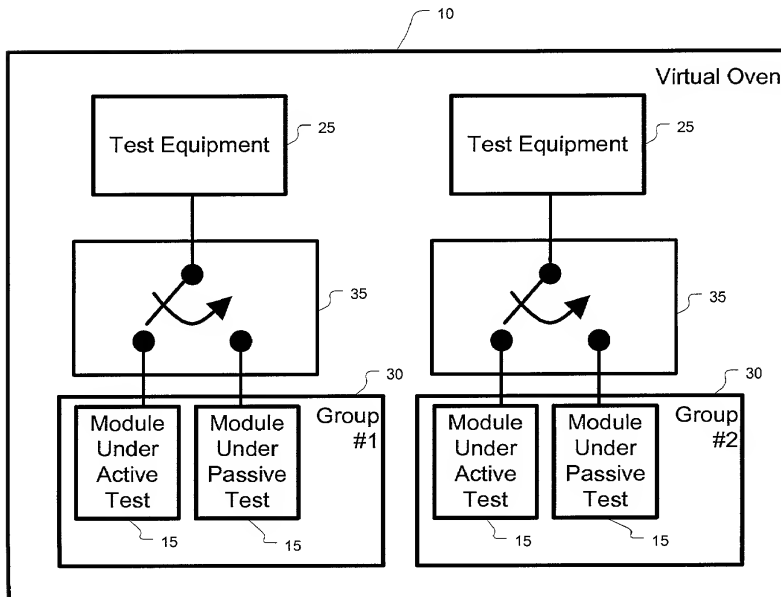 10
Virtual Oven
Test Equipment
25
Test Equipment
25
35
35
30
30
Group
#1
Module
Under
Active
Test
Module
Under
Passive
Test
15
15
Group
#2
Module
Under
Active
Test
Module
Under
Passive
Test
15
15